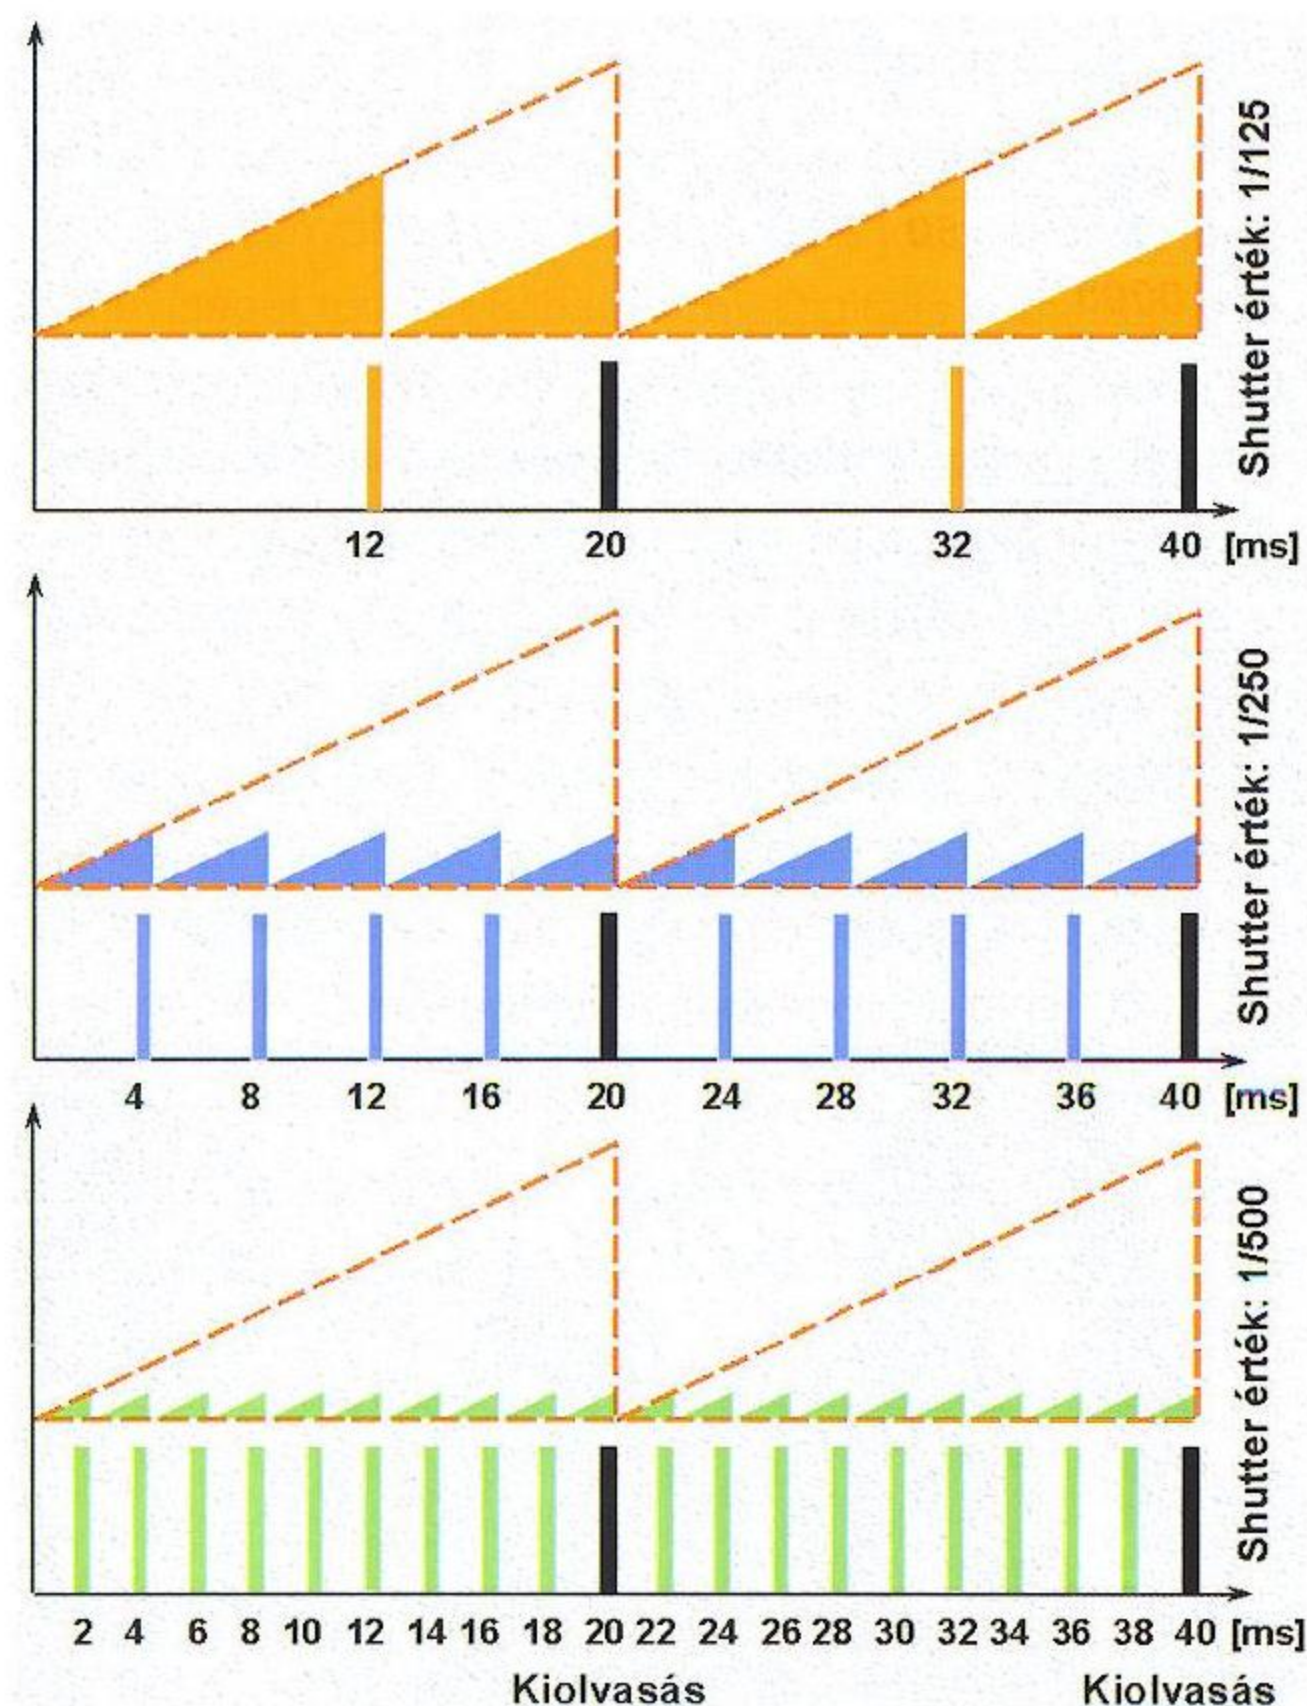 Shutter érték: 1/125
12 20 32 40 [ms]
Shutter érték: 1/250
4 8 12 16 20 24 28 32 36 40 [ms]
Shutter érték: 1/500
2 4 6 8 10 12 14 16 18 20 22 24 26 28 30 32 34 36 38 40 [ms]
Kiolvasás Kiolvasás